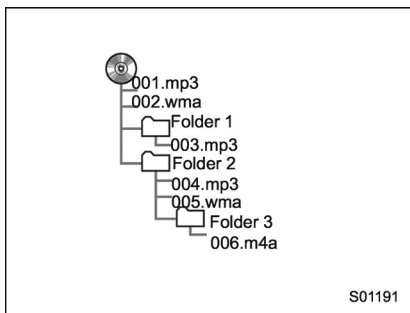 001.mp3
002.wma
Folder 1
003.mp3
Folder 2
004.mp3
005.wma
Folder 3
006.m4a
S01191